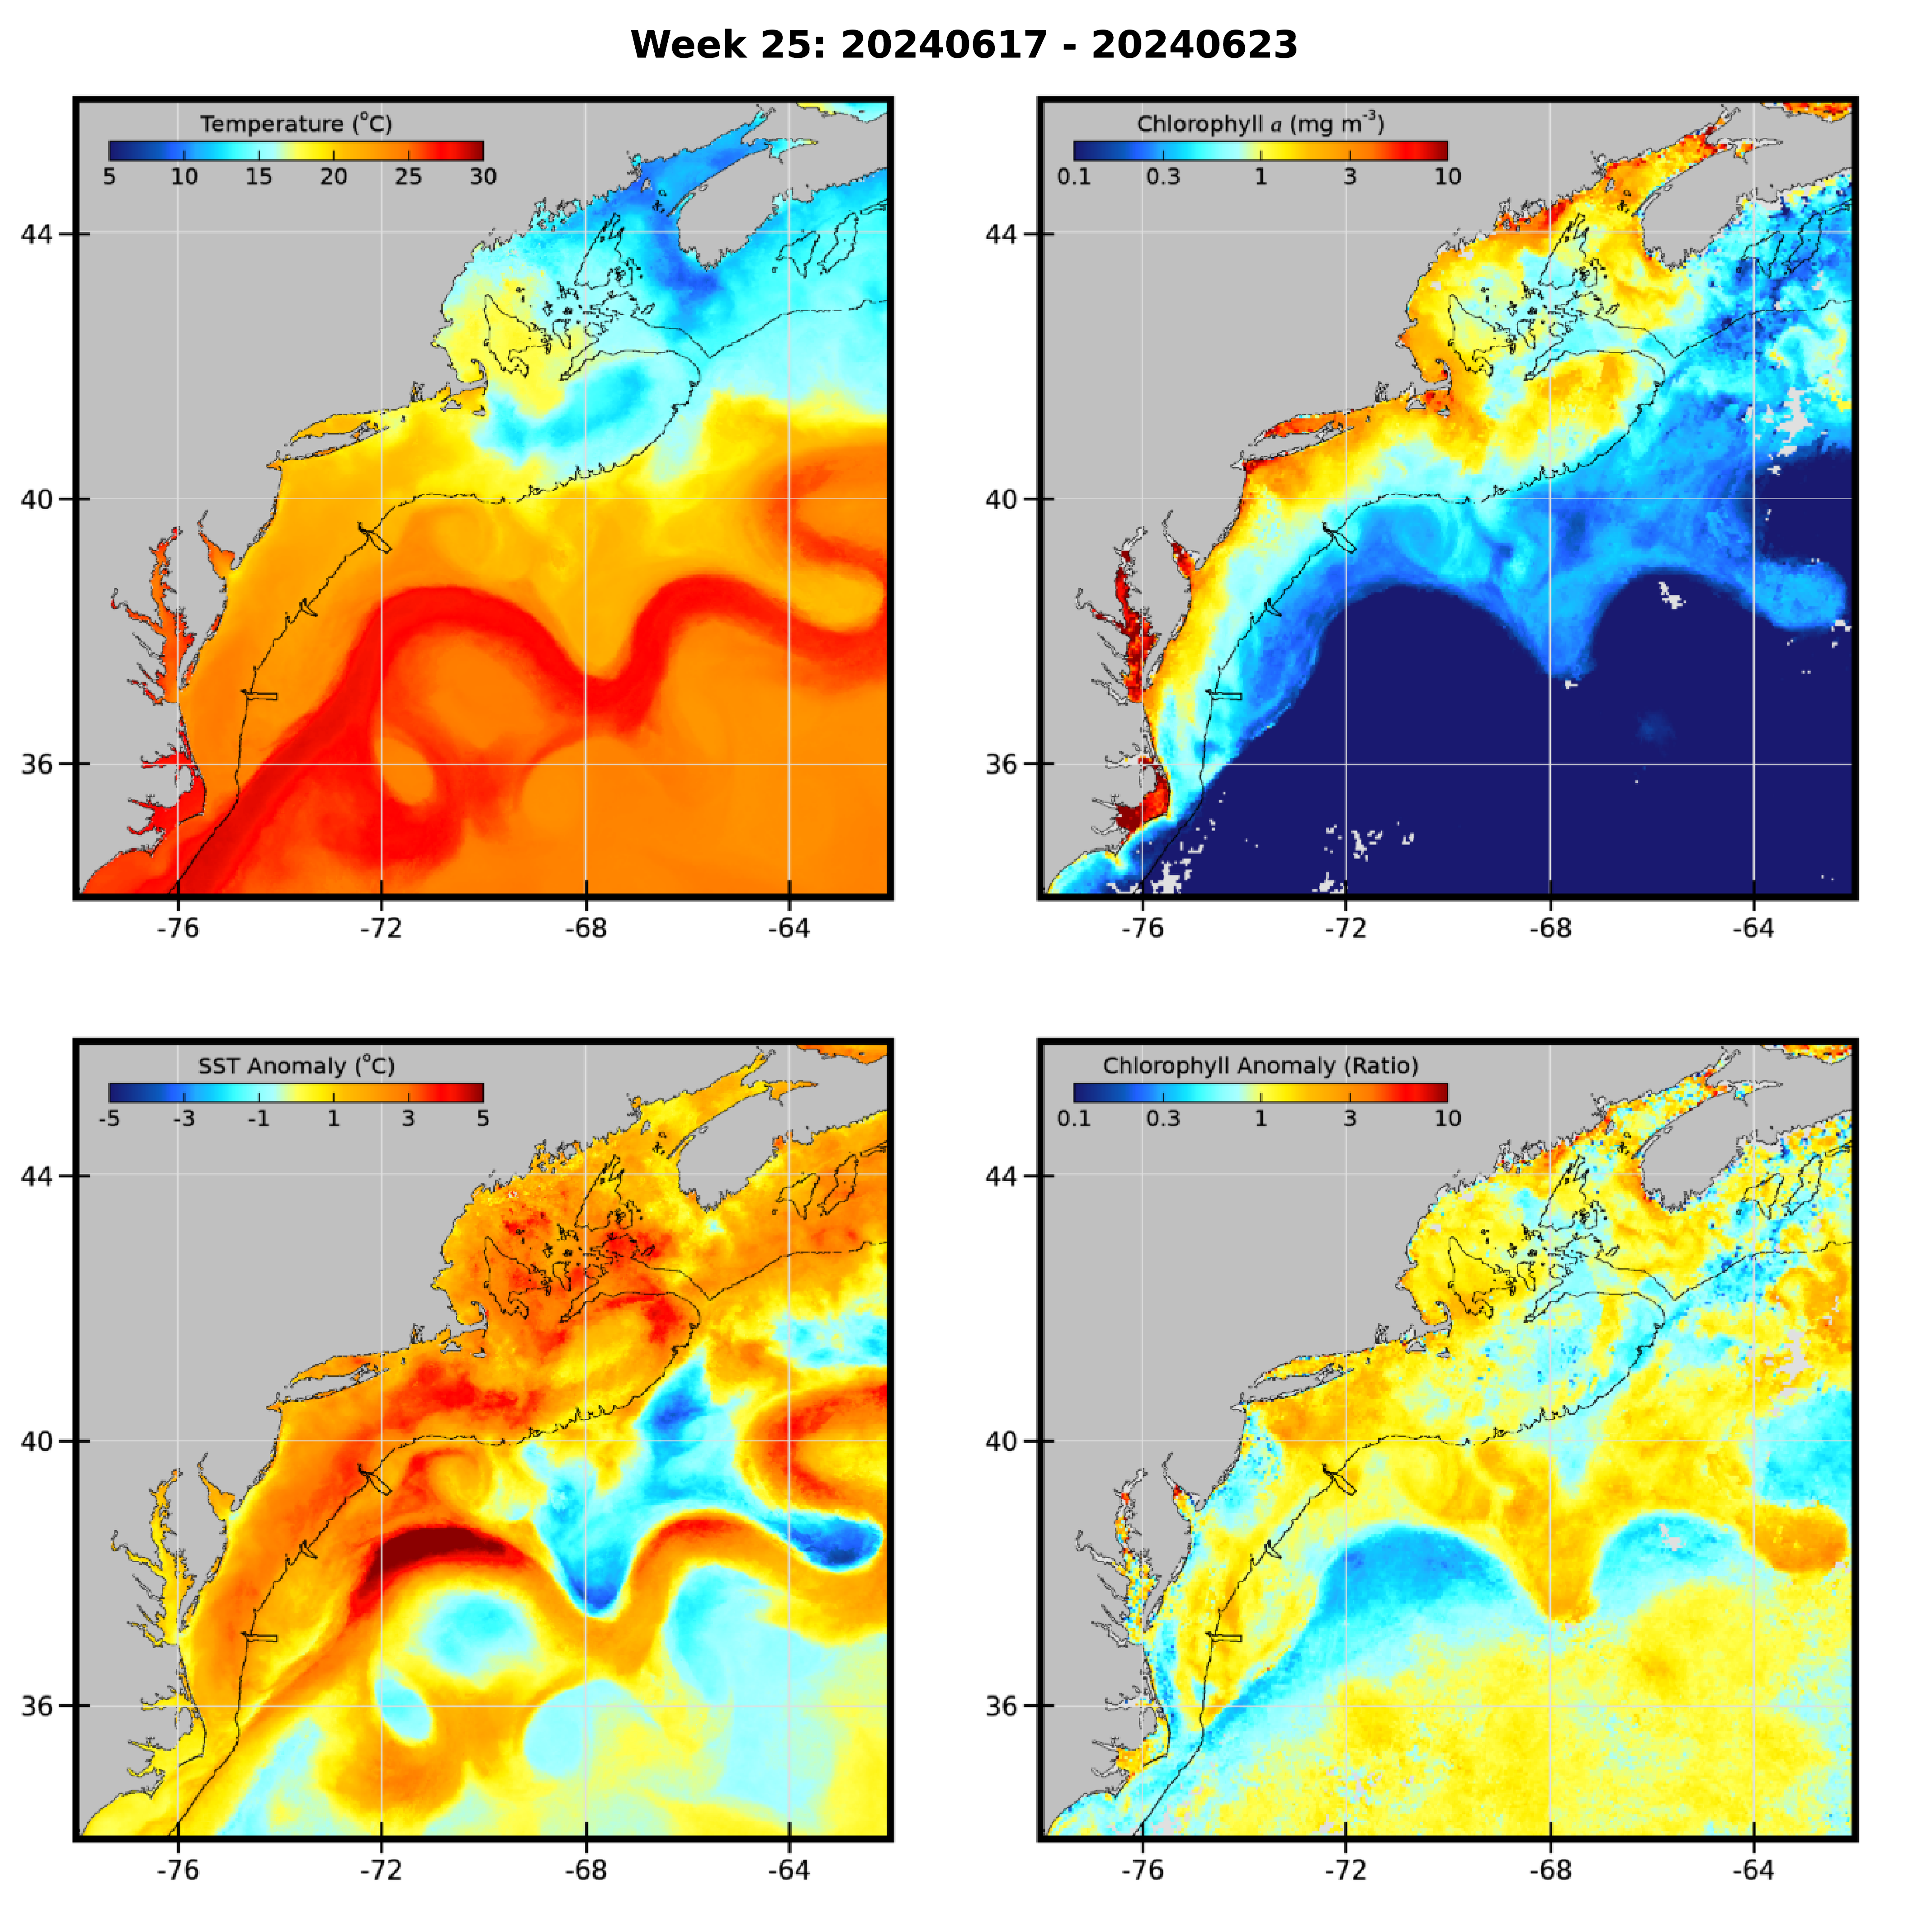 Week 25: 20240617 - 20240623
Temperature (°C)
5 10 15 20 25 30
44
40
36
-76 -72 -68 -64
Chlorophyll a (mg m⁻³)
0.1 0.3 1 3 10
44
40
36
-76 -72 -68 -64
SST Anomaly (°C)
-5 -3 -1 1 3 5
44
40
36
-76 -72 -68 -64
Chlorophyll Anomaly (Ratio)
0.1 0.3 1 3 10
44
40
36
-76 -72 -68 -64